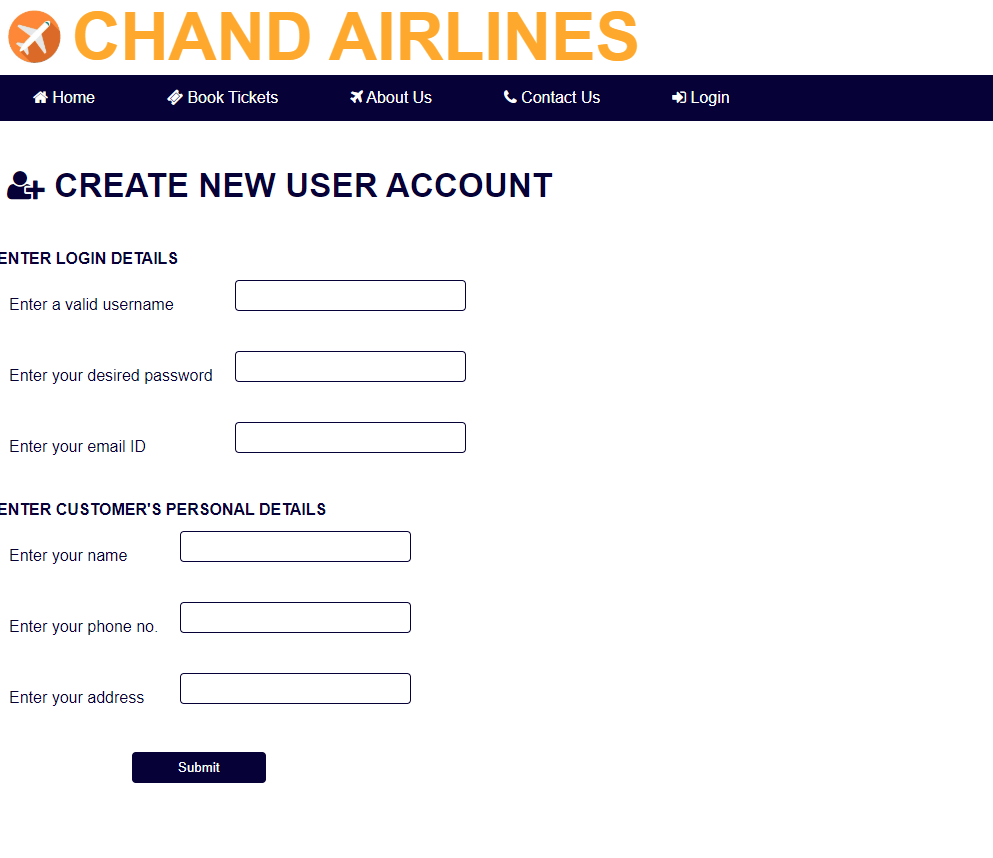 CHAND AIRLINES
Home Book Tickets About Us Contact Us Login
CREATE NEW USER ACCOUNT
ENTER LOGIN DETAILS
Enter a valid username
Enter your desired password
Enter your email ID
ENTER CUSTOMER'S PERSONAL DETAILS
Enter your name
Enter your phone no.
Enter your address
Submit